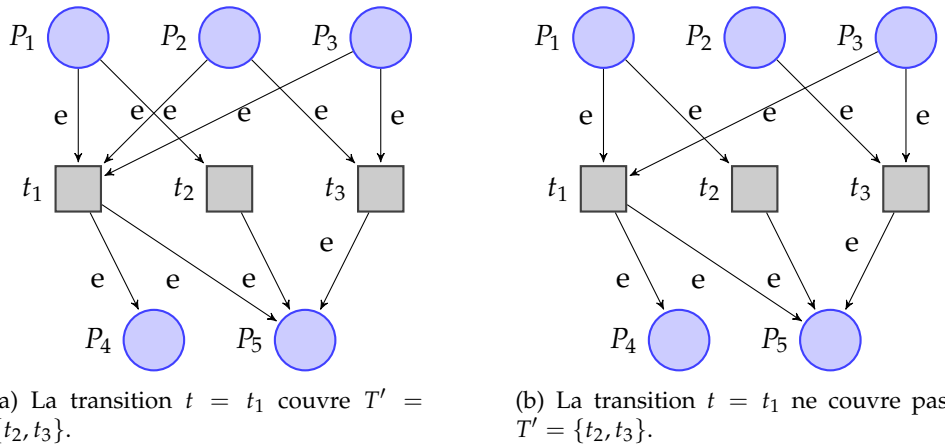 P1 P2 P3 P1 P2 P3
e e e e e e e e e
t1 t2 t3 t1 t2 t3
e e e e e e e e
P4 P5 P4 P5
a) La transition t = t1 couvre T′ = (b) La transition t = t1 ne couvre pas
{t2, t3}. T′ = {t2, t3}.